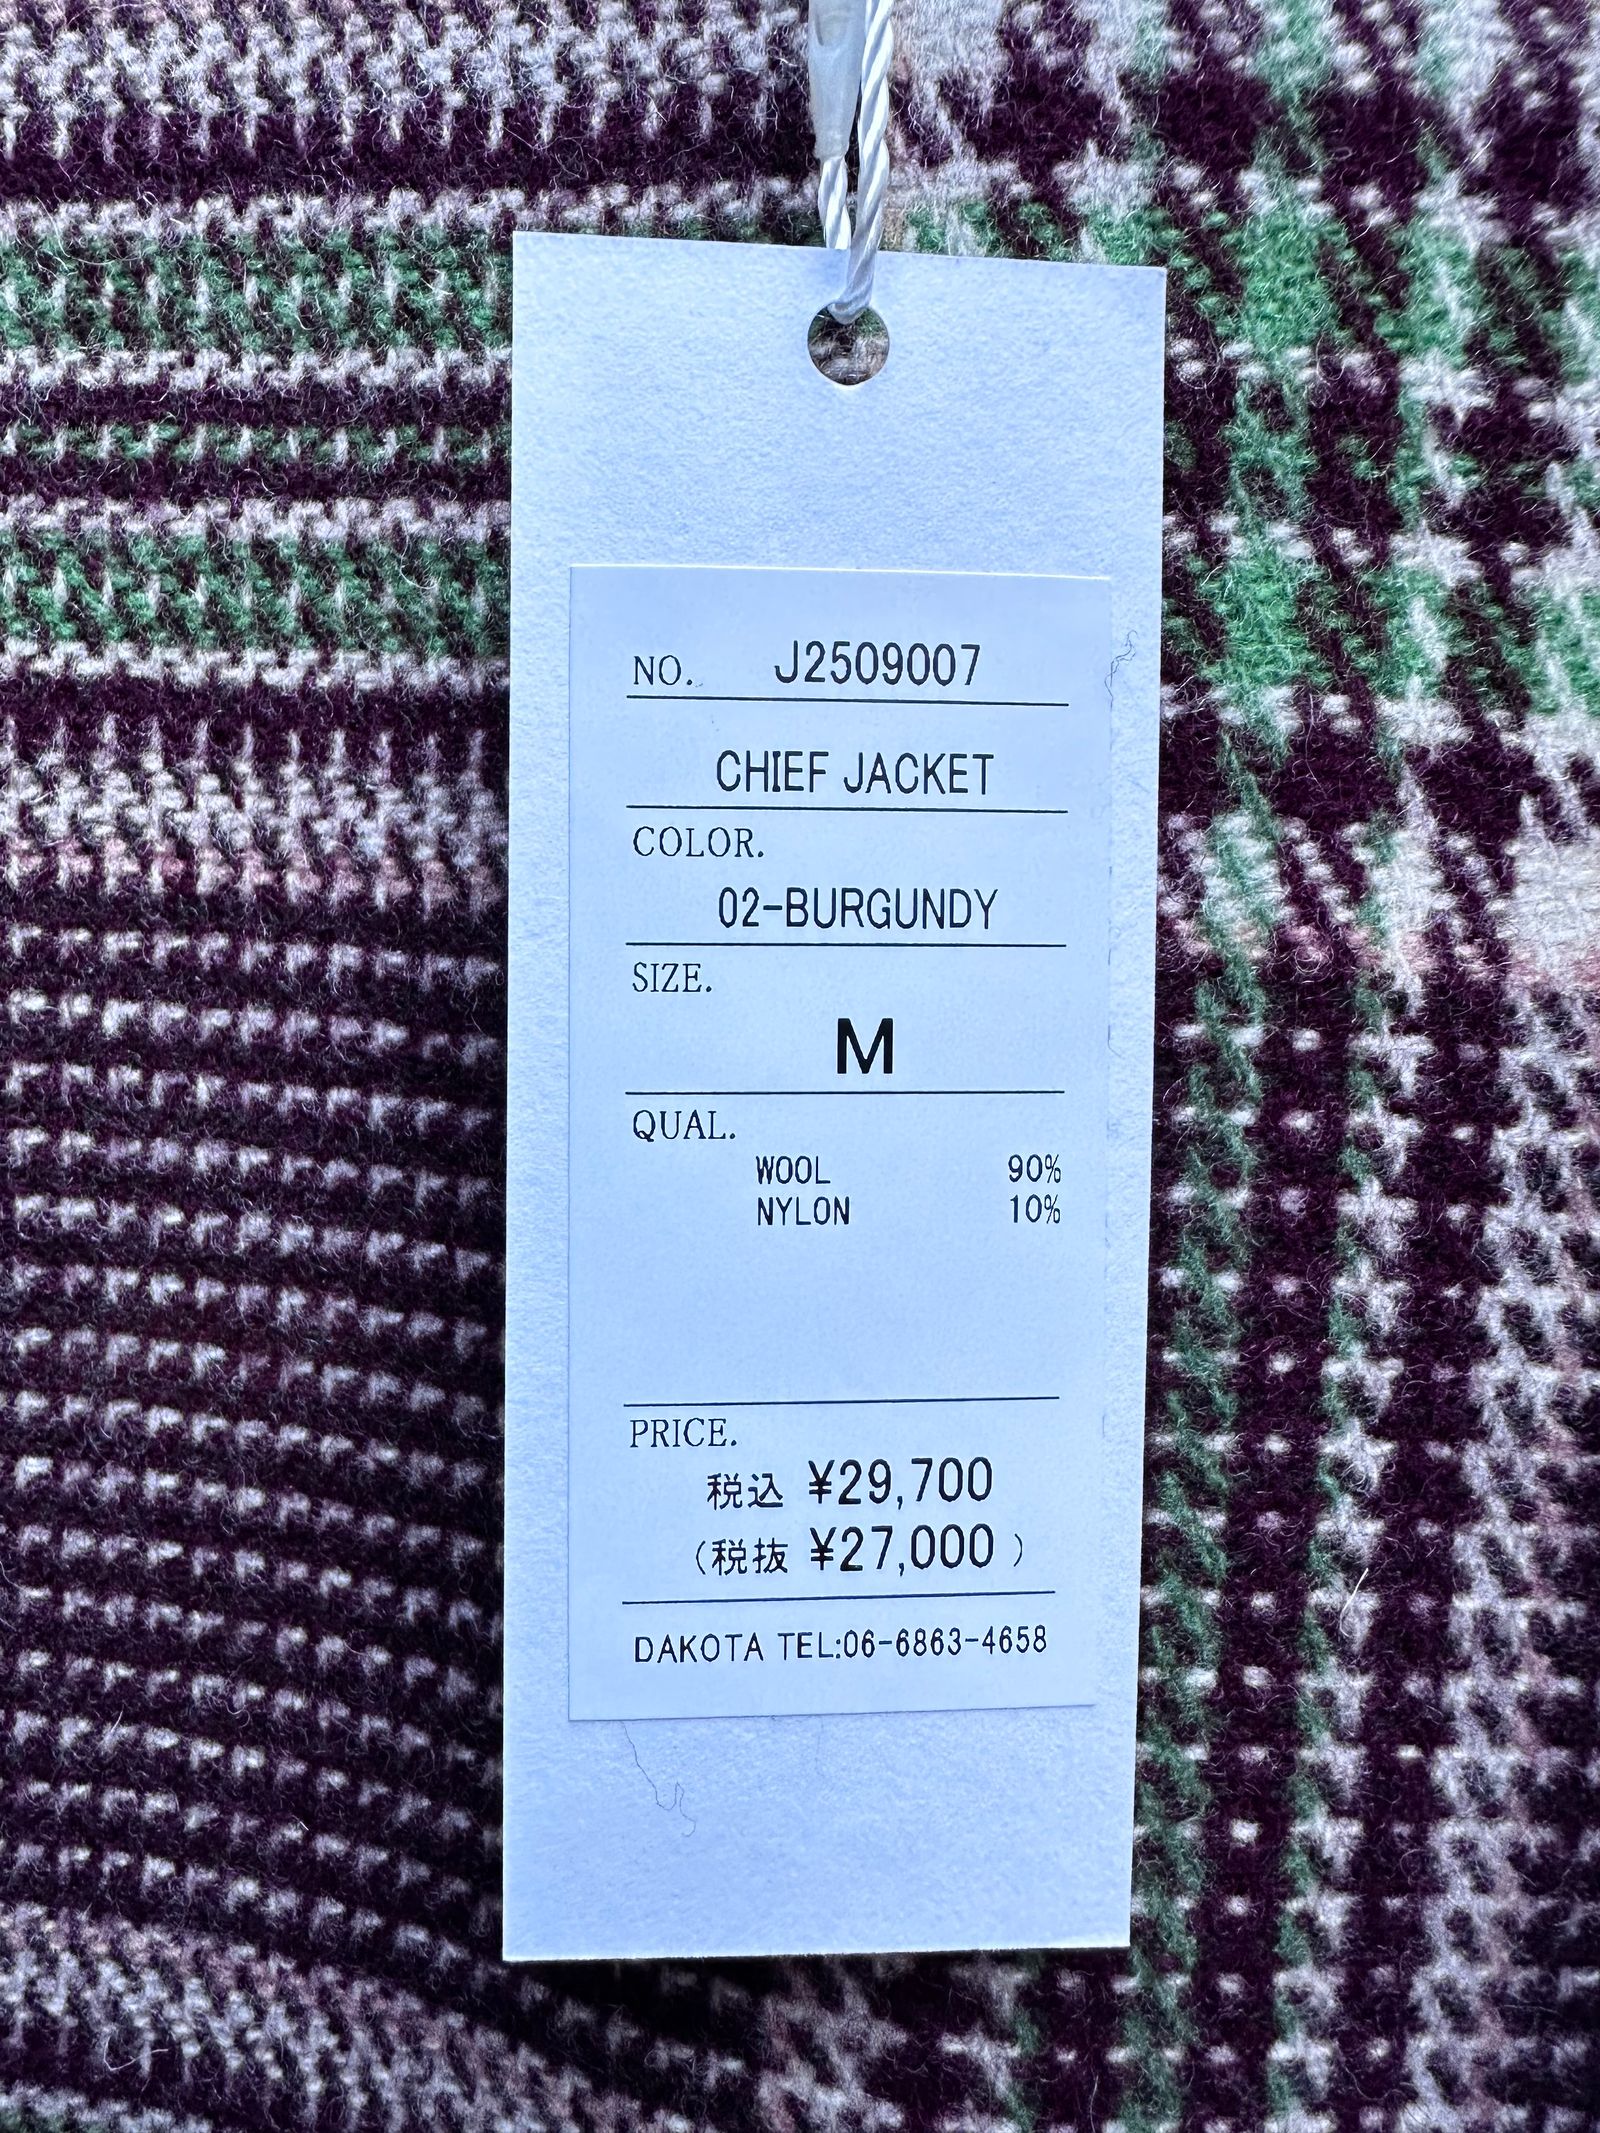 NO. J2509007
CHIEF JACKET
COLOR.
02-BURGUNDY
SIZE.
M
QUAL.
WOOL 90%
NYLON 10%
PRICE.
税込 ¥29,700
(税抜 ¥27,000 )
DAKOTA TEL:06-6863-4658